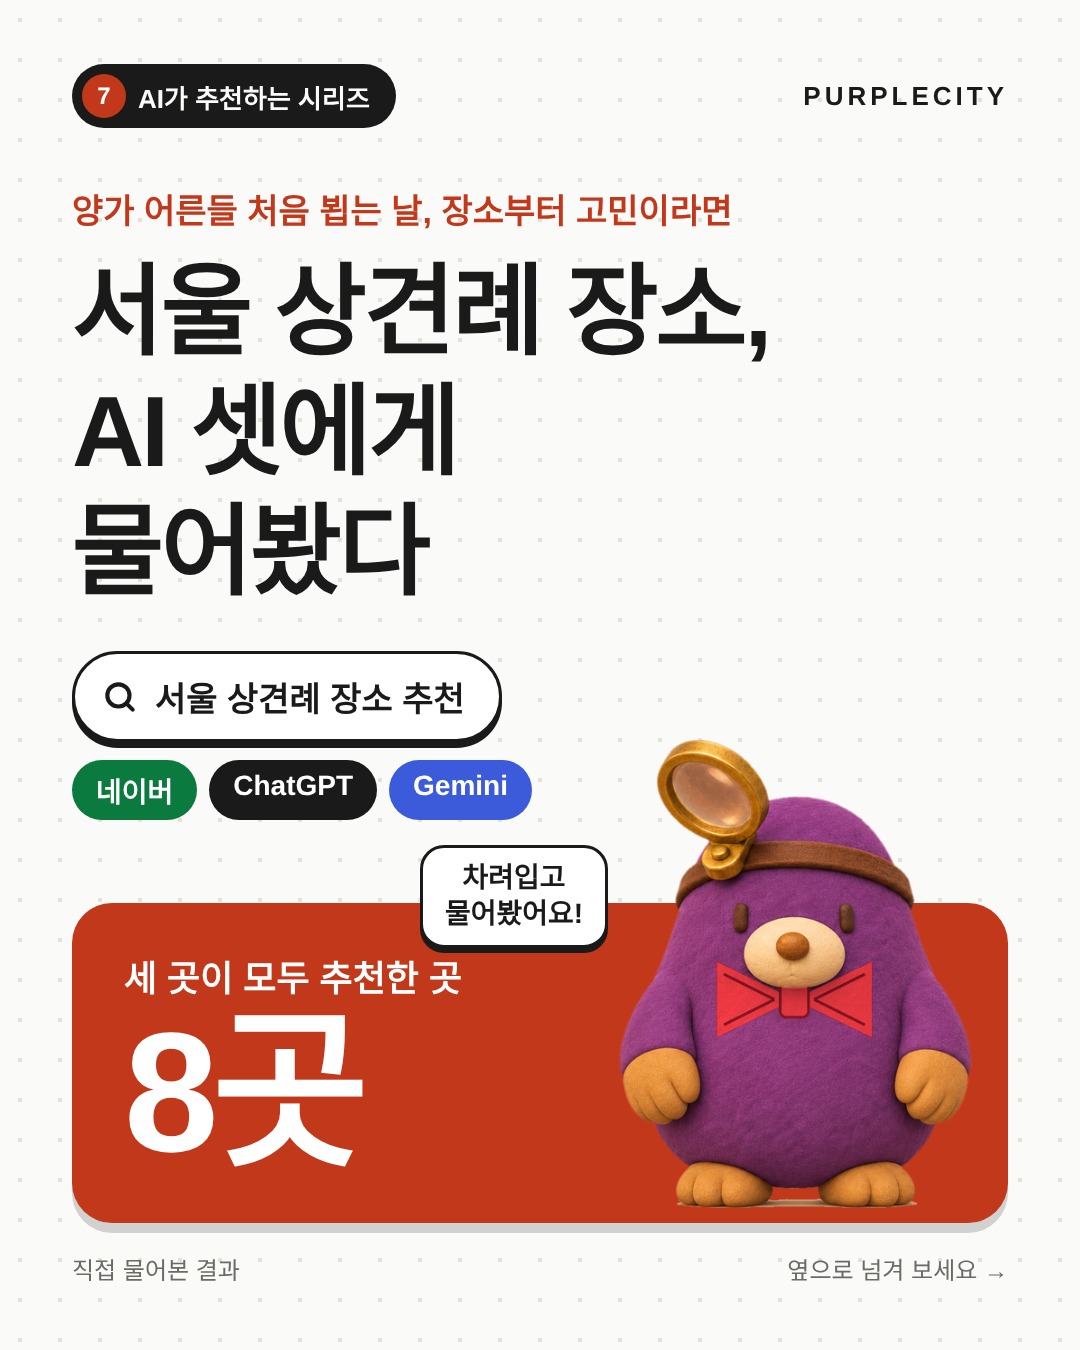 7 AI가 추천하는 시리즈
PURPLECITY
양가 어른들 처음 뵙는 날, 장소부터 고민이라면
서울 상견례 장소,
AI 셋에게
물어봤다
서울 상견례 장소 추천
네이버 ChatGPT Gemini
차려입고
물어봤어요!
세 곳이 모두 추천한 곳
8곳
직접 물어본 결과
옆으로 넘겨 보세요 →